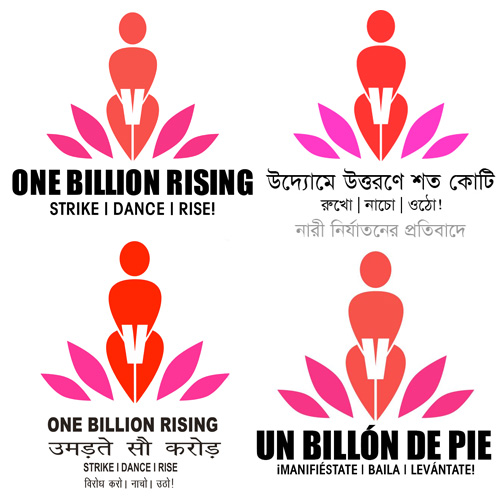 V
ONE BILLION RISING
STRIKE | DANCE | RISE!
V
উদ্যোমে উত্তরণে শত কোটি
রুখো | নাচো | ওঠো!
নারী নির্যাতনের প্রতিবাদে
V
ONE BILLION RISING
उमड़ते सौ करोड़
STRIKE | DANCE | RISE
विरोध करो। नाचो। उठो!
V
UN BILLÓN DE PIE
¡MANIFIÉSTATE | BAILA | LEVÁNTATE!